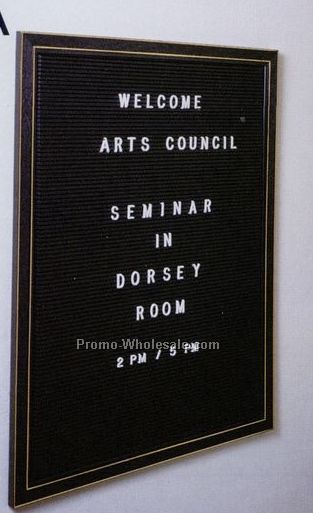 WELCOME
ARTS COUNCIL
SEMINAR
IN
DORSEY
ROOM
Promo-Wholesale.com
2 PM / 5 PM